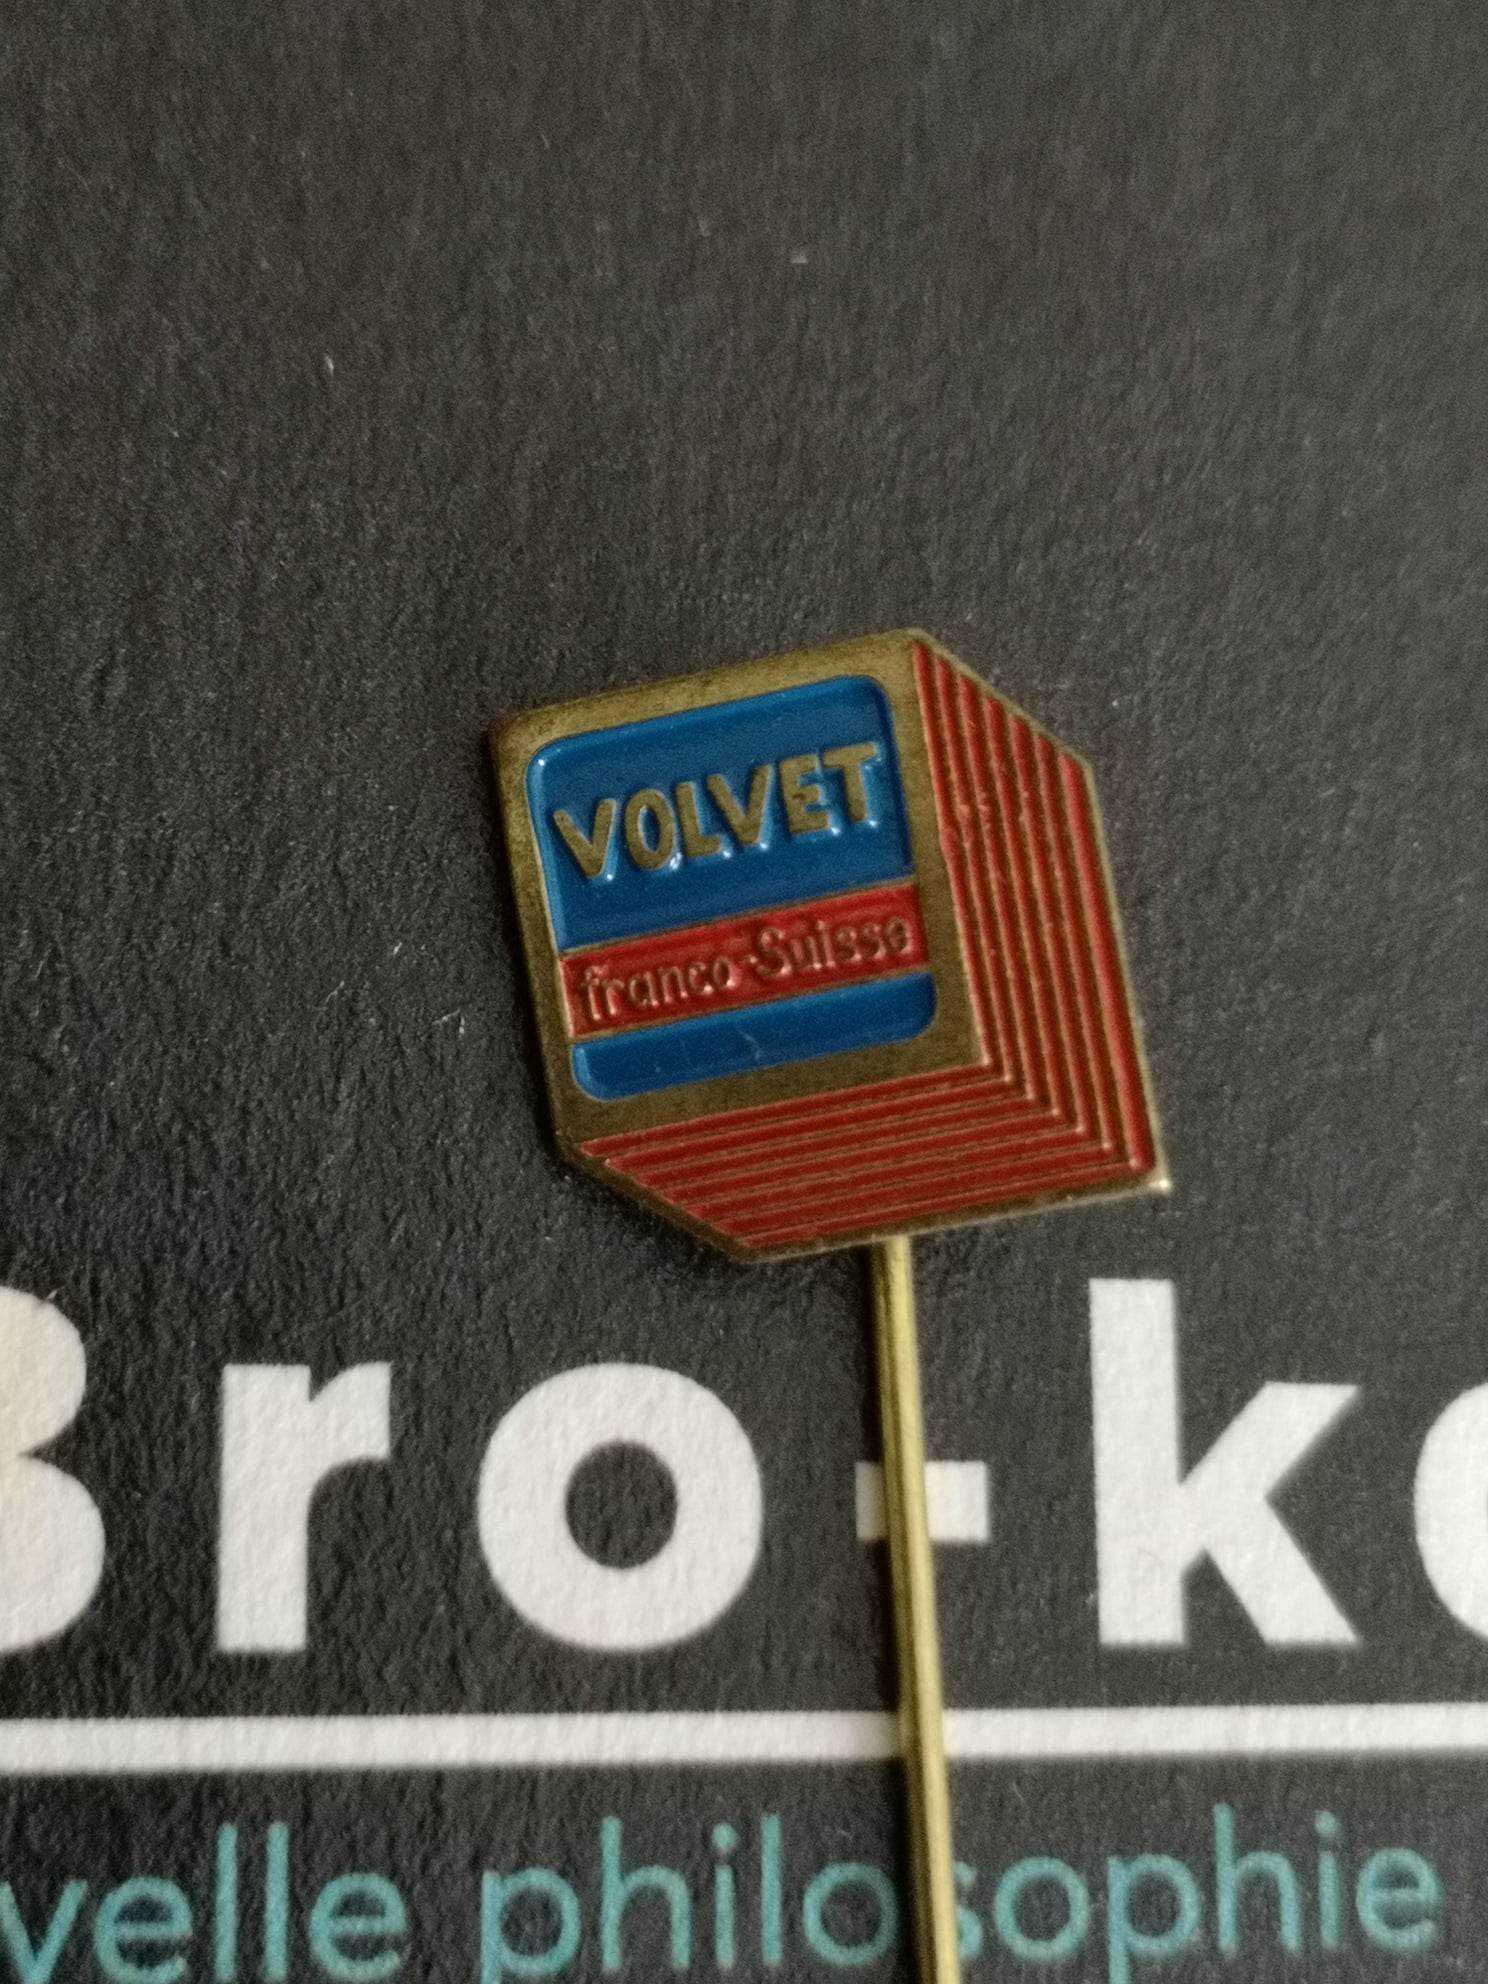 VOLVET
franco-Suisse
Bro-k
velle philosophie